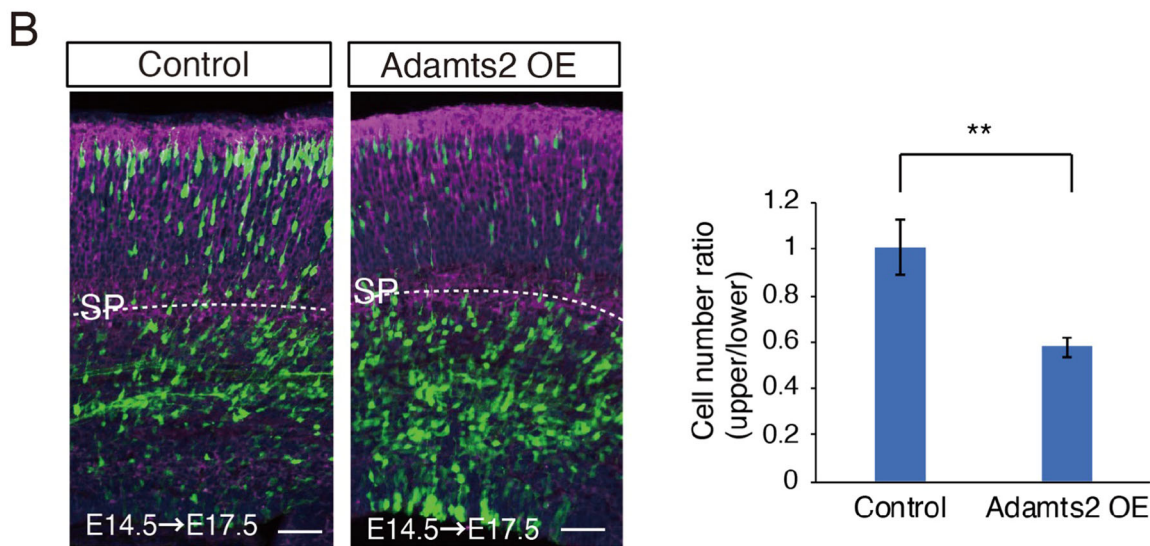 B
Control
Adamts2 OE
SP
SP
E14.5→E17.5
E14.5→E17.5
**
Cell number ratio
(upper/lower)
1.2
1
0.8
0.6
0.4
0.2
0
Control
Adamts2 OE